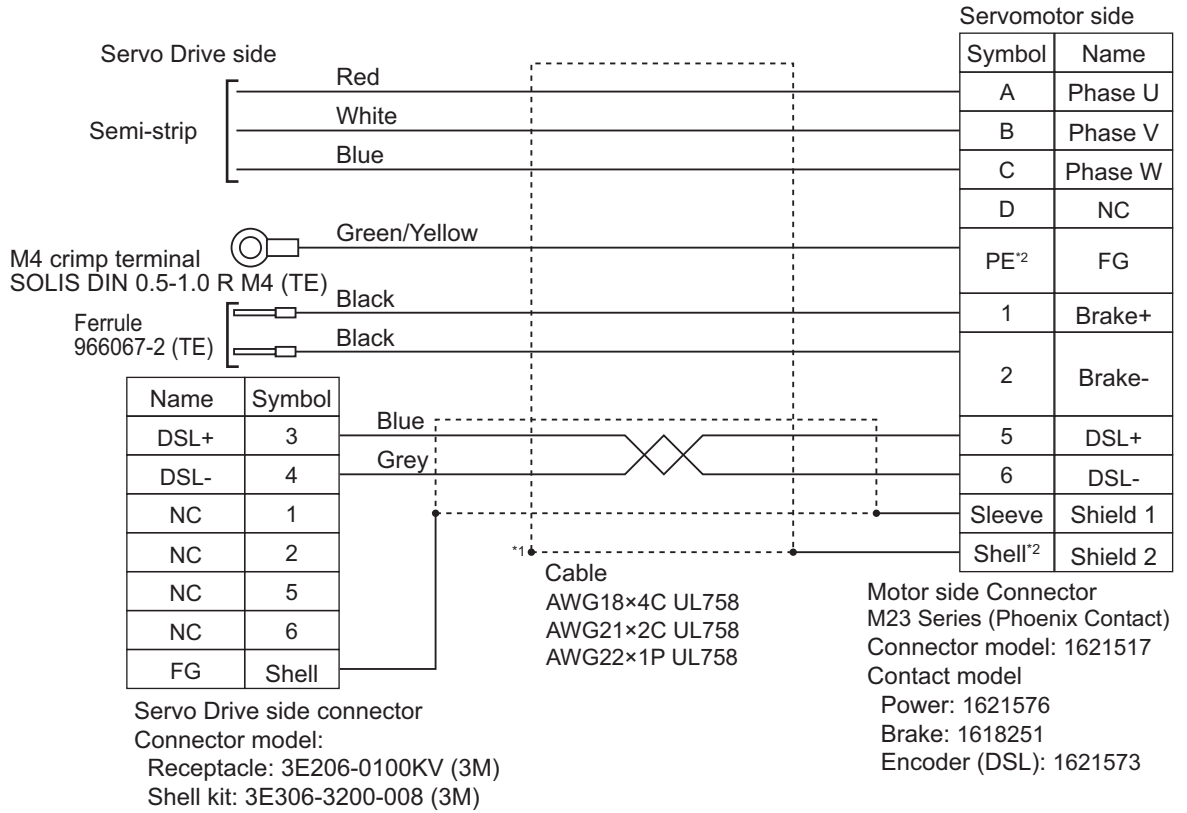 Servomotor side
Servo Drive side
Symbol Name
Red
A Phase U
Semi-strip
White
B Phase V
Blue
C Phase W
D NC
Green/Yellow
M4 crimp terminal
SOLIS DIN 0.5-1.0 R M4 (TE)
PE*2 FG
Black
1 Brake+
Ferrule
966067-2 (TE)
Black
2 Brake-
Name Symbol
DSL+ 3
Blue
5 DSL+
DSL- 4
Grey
6 DSL-
NC 1
Sleeve Shield 1
NC 2
*1
Shell*2 Shield 2
NC 5
NC 6
FG Shell
Cable
AWG18×4C UL758
AWG21×2C UL758
AWG22×1P UL758
Motor side Connector
M23 Series (Phoenix Contact)
Connector model: 1621517
Contact model
Power: 1621576
Brake: 1618251
Encoder (DSL): 1621573
Servo Drive side connector
Connector model:
Receptacle: 3E206-0100KV (3M)
Shell kit: 3E306-3200-008 (3M)